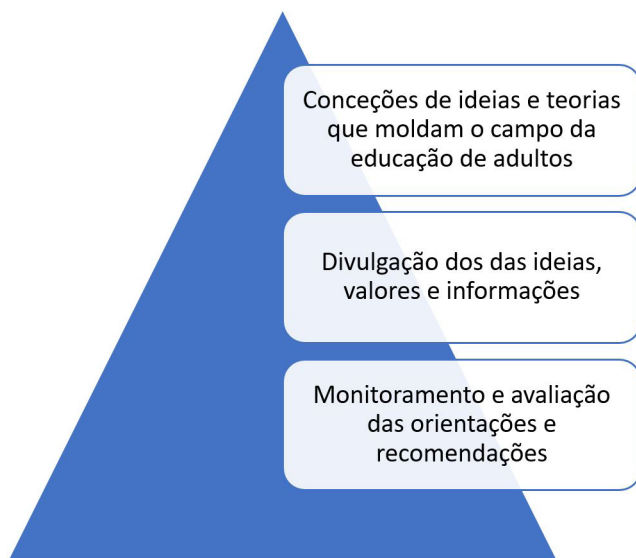 Conceções de ideias e teorias
que moldam o campo da
educação de adultos
Divulgação dos das ideias,
valores e informações
Monitoramento e avaliação
das orientações e
recomendações